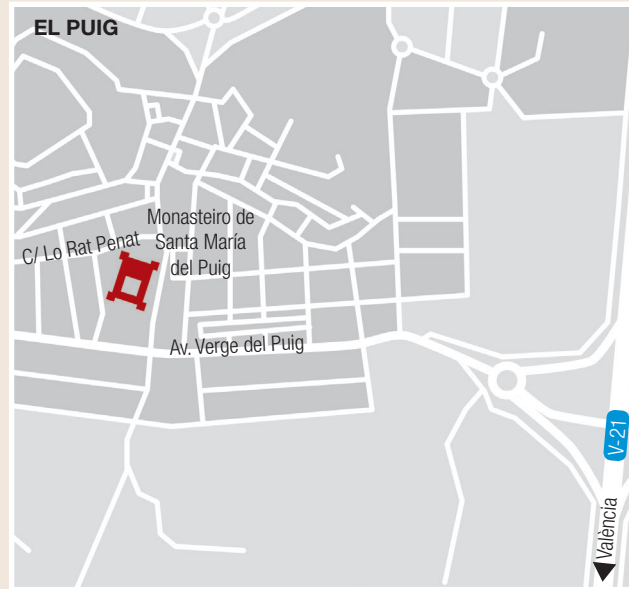 EL PUIG
Monasteiro de
Santa María
del Puig
C/ Lo Rat Penat
Av. Verge del Puig
V-21
València